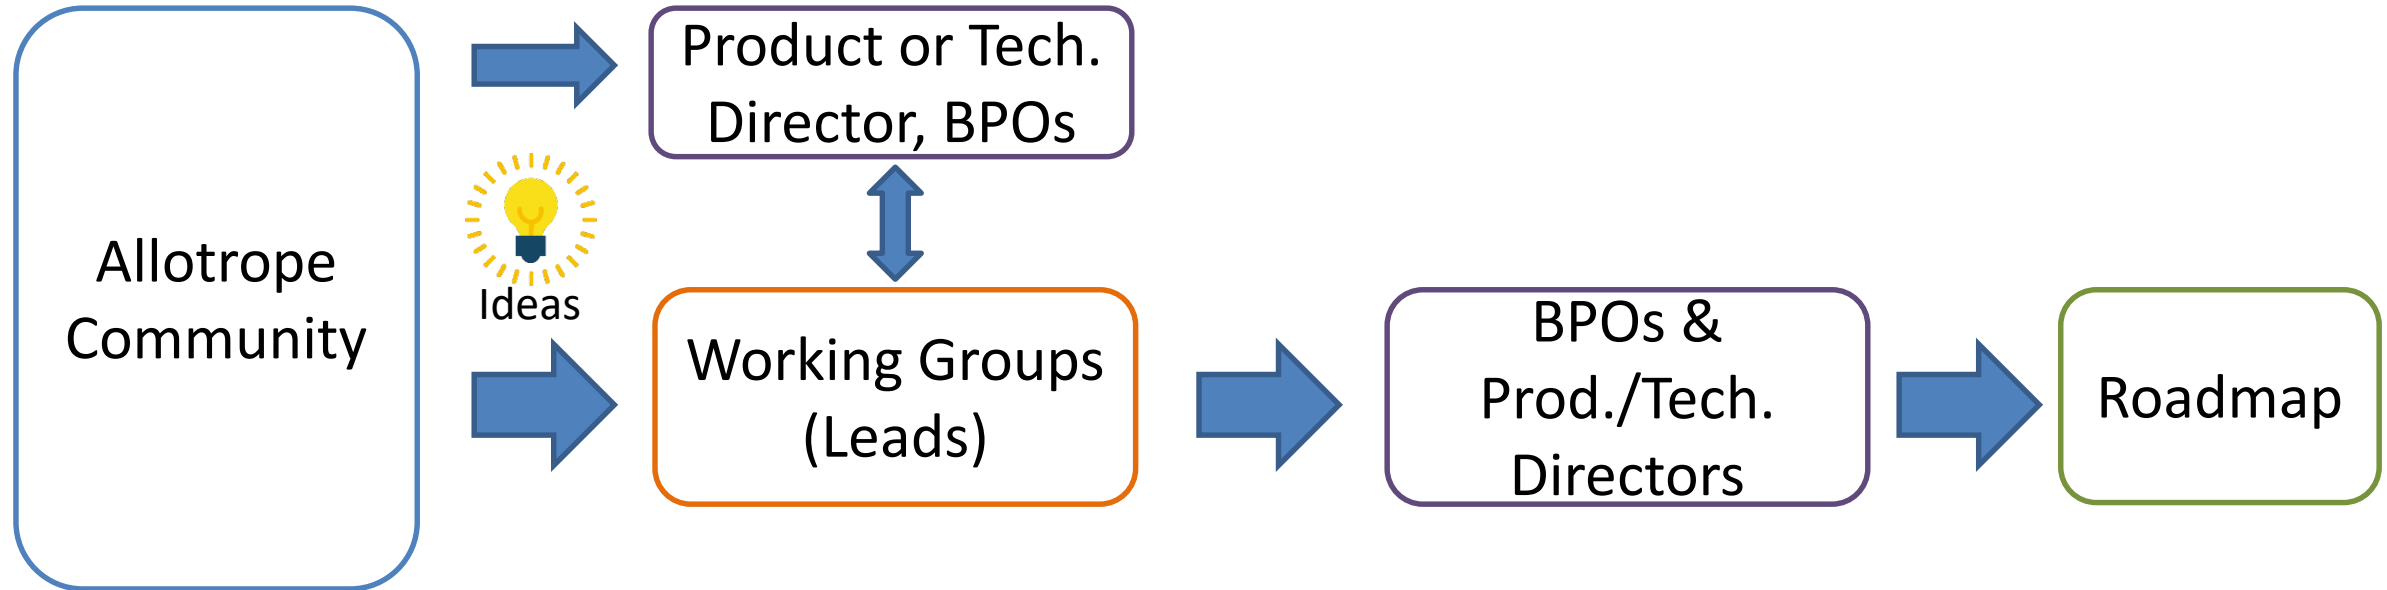 Allotrope
Community
Ideas
Product or Tech.
Director, BPOs
Working Groups
(Leads)
BPOs &
Prod./Tech.
Directors
Roadmap